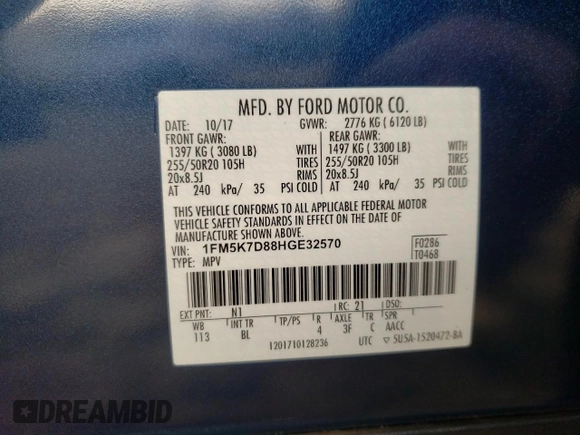 MFD. BY FORD MOTOR CO.
DATE: 10/17 GVWR: 2776 KG ( 6120 LB)
FRONT GAWR: REAR GAWR:
1397 KG ( 3080 LB) WITH 1497 KG ( 3300 LB) WITH
255/50R20 105H TIRES 255/50R20 105H TIRES
20x8.5J RIMS 20x8.5J RIMS
AT 240 kPa/ 35 PSI COLD AT 240 kPa/ 35 PSI COLD
THIS VEHICLE CONFORMS TO ALL APPLICABLE FEDERAL MOTOR
VEHICLE SAFETY STANDARDS IN EFFECT ON THE DATE OF
MANUFACTURE SHOWN ABOVE.
VIN: 1FM5K7D88HGE32570 F0286
TYPE: MPV T0468
EXT PNT: N1 RC: 21 DSO:
WB INT TR TP/PS R AXLE TR SPR
113 BL 4 3F C AACC
1201710128236 UTC ▽ 5U5A-1520472-BA
DREAMBID